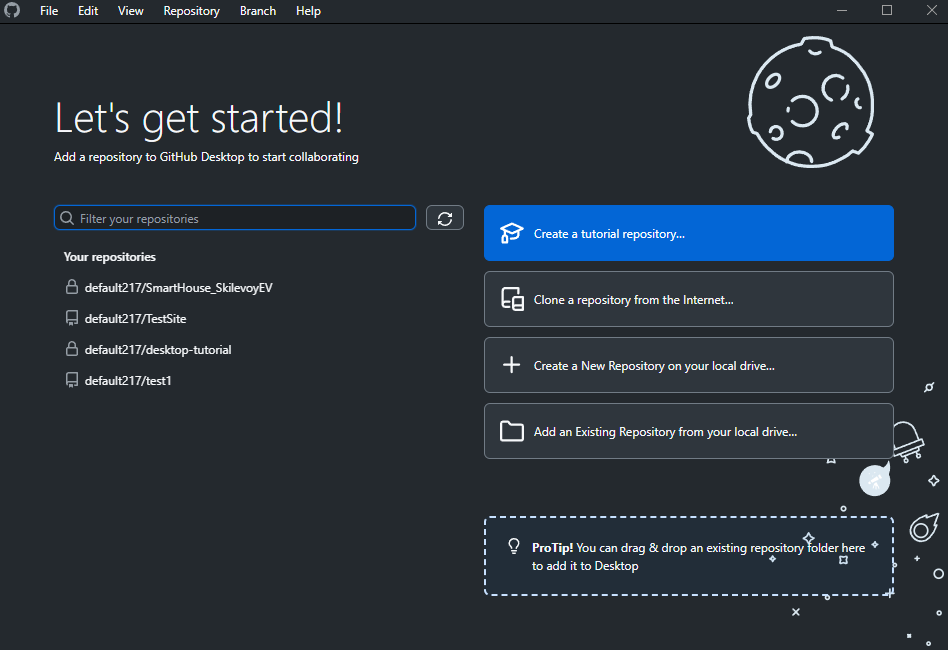 File Edit View Repository Branch Help
Let's get started!
Add a repository to GitHub Desktop to start collaborating
Filter your repositories
Your repositories
default217/SmartHouse_SkilevoyEV
default217/TestSite
default217/desktop-tutorial
default217/test1
Create a tutorial repository...
Clone a repository from the Internet...
Create a New Repository on your local drive...
Add an Existing Repository from your local drive...
ProTip! You can drag & drop an existing repository folder here
to add it to Desktop